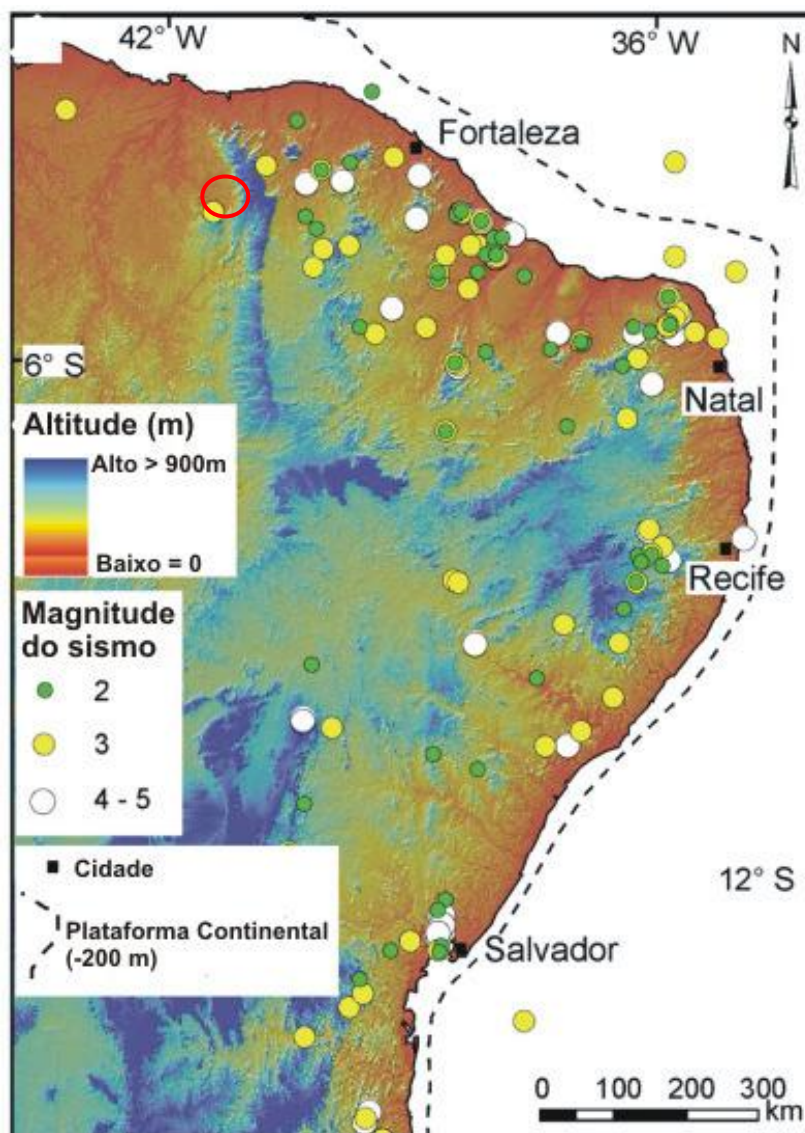 42° W
36° W
N
Fortaleza
6° S
Natal
Altitude (m)
Alto > 900m
Baixo = 0
Recife
Magnitude
do sismo
2
3
4 - 5
Cidade
12° S
Plataforma Continental
(-200 m)
Salvador
0 100 200 300
km